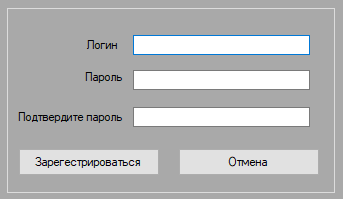 Логин
Пароль
Подтвердите пароль
Зарегестрироваться
Отмена